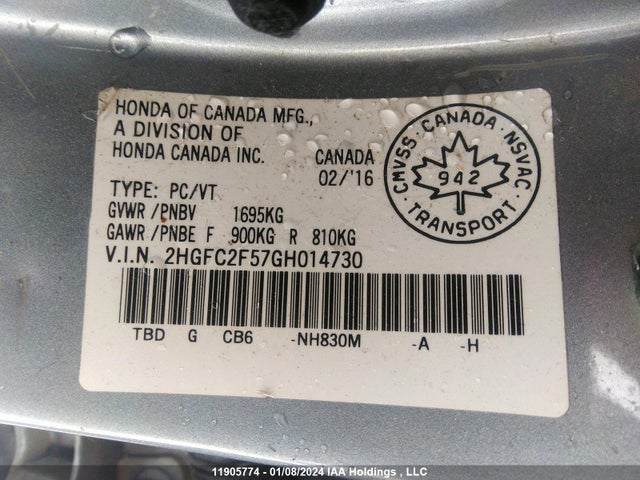 HONDA OF CANADA MFG.,
A DIVISION OF
HONDA CANADA INC.
CANADA
02/'16
CMVSS · CANADA · NSVAC
942
TRANSPORT
TYPE: PC/VT
GVWR /PNBV 1695KG
GAWR /PNBE F 900KG R 810KG
V.I.N. 2HGFC2F57GH014730
TBD G CB6 -NH830M -A -H
11905774 - 01/08/2024 IAA Holdings , LLC